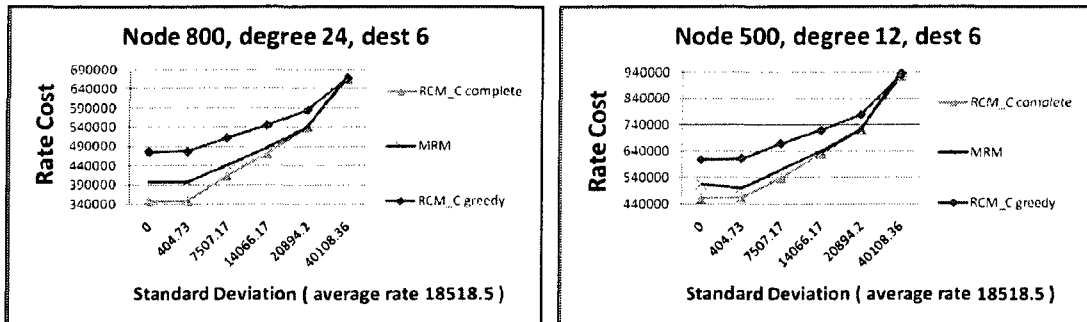 Node 800, degree 24, dest 6
Rate Cost
690000
640000
590000
540000
490000
440000
390000
340000
0
404.73
7507.17
14066.17
20894.2
40108.36
RCM_C complete
MRM
RCM_C greedy
Standard Deviation ( average rate 18518.5 )
Node 500, degree 12, dest 6
Rate Cost
940000
840000
740000
640000
540000
440000
0
404.73
7507.17
14066.17
20894.2
40108.36
RCM_C complete
MRM
RCM_C greedy
Standard Deviation ( average rate 18518.5 )